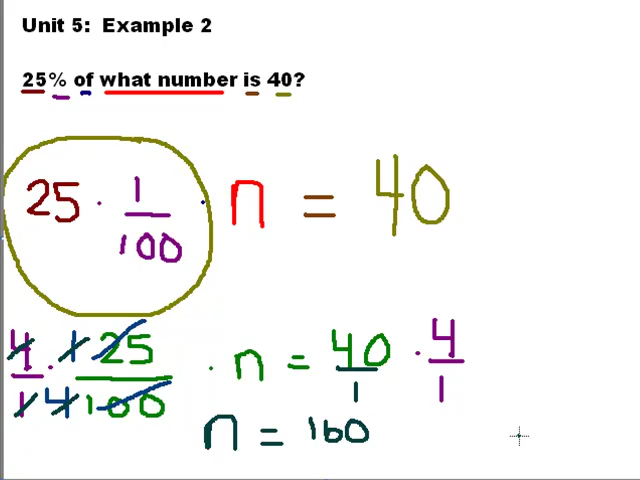 Unit 5: Example 2
25% of what number is 40?
25 · 1/100 · n = 40
4/1 · 1 25/4 100 · n = 40/1 · 4/1
n = 160